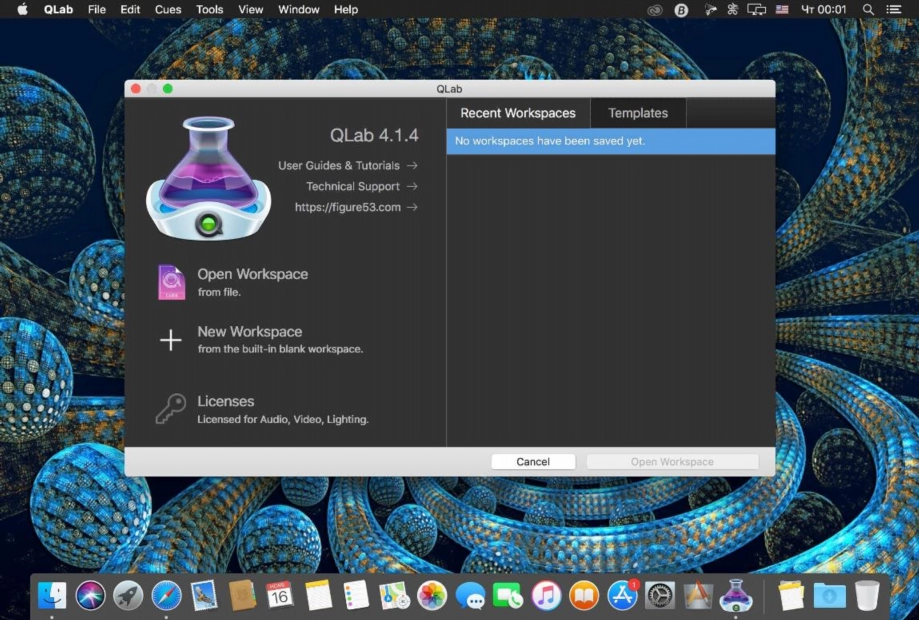 QLab File Edit Cues Tools View Window Help Чт 00:01
QLab
QLab 4.1.4
User Guides & Tutorials →
Technical Support →
https://figure53.com →
Open Workspace
from file.
New Workspace
from the built-in blank workspace.
Licenses
Licensed for Audio, Video, Lighting.
Recent Workspaces Templates
No workspaces have been saved yet.
Cancel Open Workspace
16
1